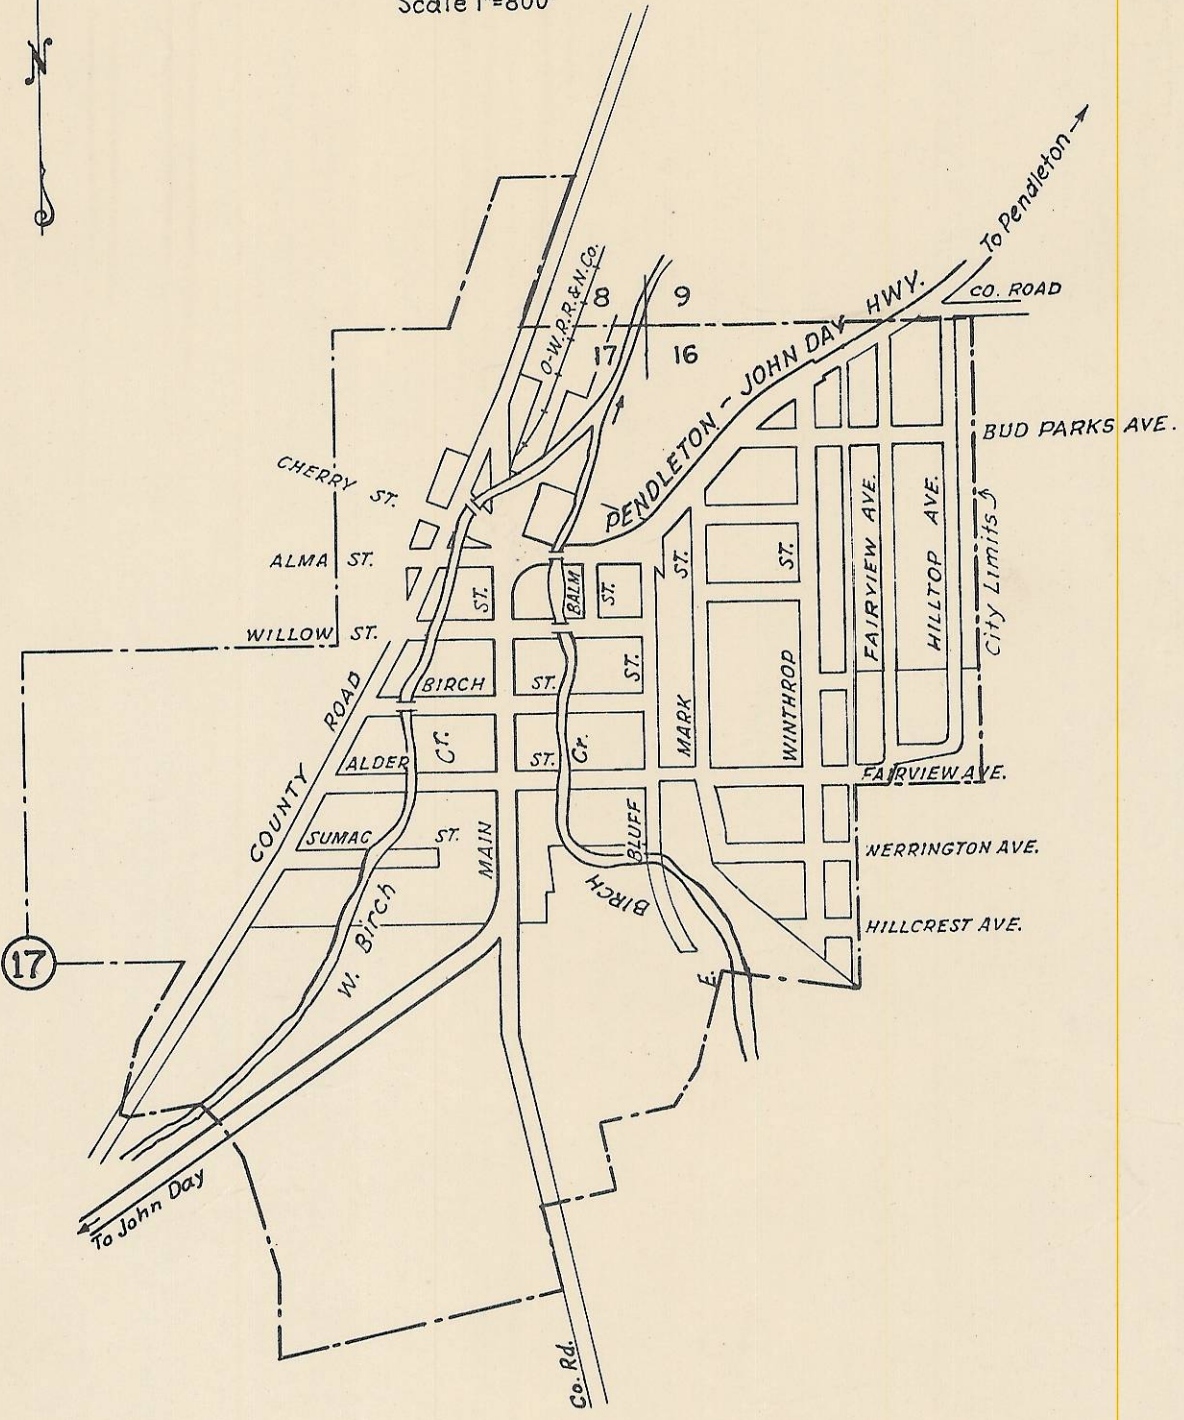 Scale 1"=800'
N
To Pendleton
CO. ROAD
O-W.R.R.&N.Co.
8
9
17
16
PENDLETON - JOHN DAY HWY.
BUD PARKS AVE.
CHERRY ST.
ALMA ST.
WILLOW ST.
ST.
BALM ST.
ST.
MARK ST.
WINTHROP ST.
FAIRVIEW AVE.
HILLTOP AVE.
City Limits
COUNTY ROAD
BIRCH ST.
ALDER ST.
Cr.
Cr.
FAIRVIEW AVE.
SUMAC ST.
MAIN
BLUFF
NERRINGTON AVE.
W. Birch
BIRCH
HILLCREST AVE.
E.
17
To John Day
Co. Rd.